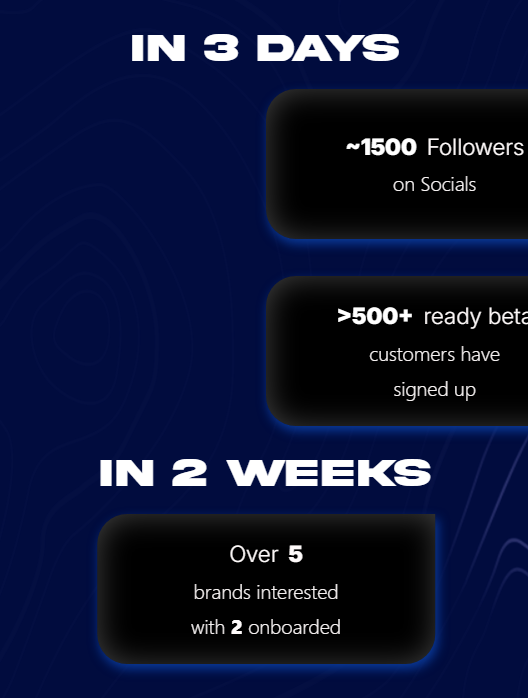 IN 3 DAYS
~1500 Followers
on Socials
>500+ ready beta
customers have
signed up
IN 2 WEEKS
Over 5
brands interested
with 2 onboarded